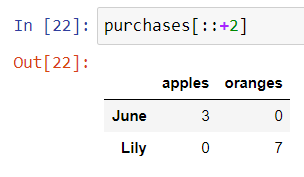 In [22]: purchases[::+2]
Out[22]:
apples oranges
June 3 0
Lily 0 7